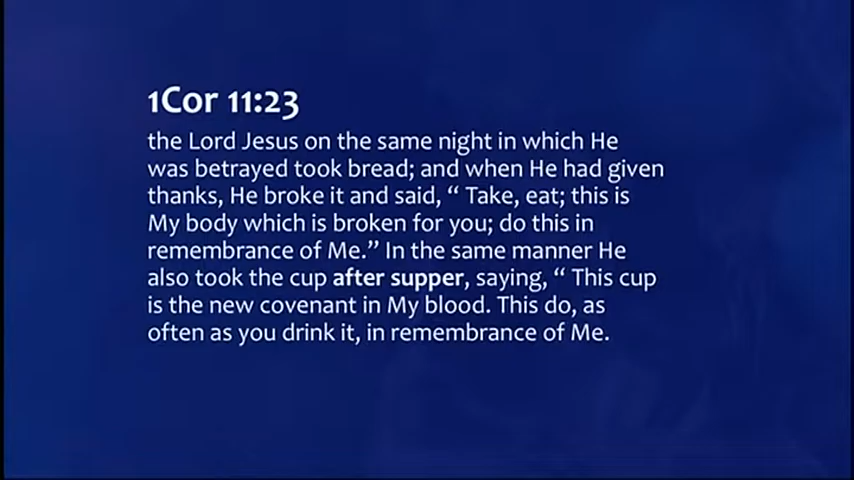 1Cor 11:23
the Lord Jesus on the same night in which He
was betrayed took bread; and when He had given
thanks, He broke it and said, “ Take, eat; this is
My body which is broken for you; do this in
remembrance of Me.” In the same manner He
also took the cup after supper, saying, “ This cup
is the new covenant in My blood. This do, as
often as you drink it, in remembrance of Me.